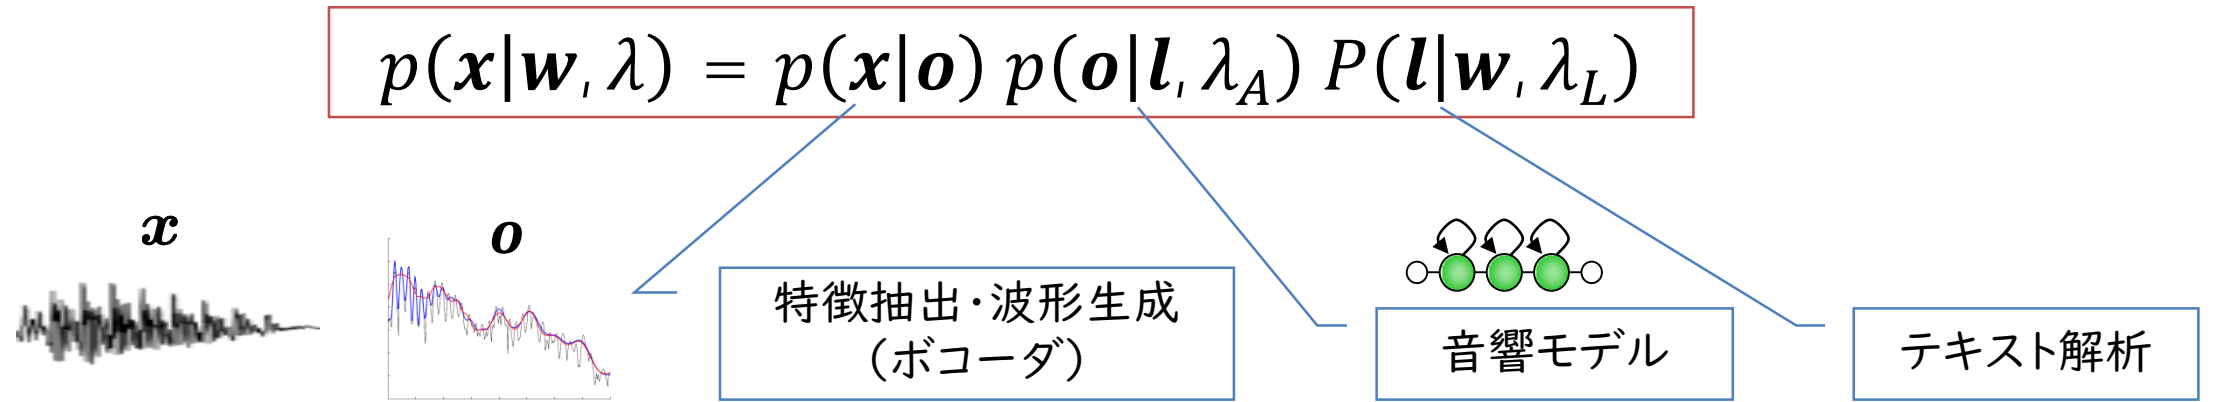 p(x|w, λ) = p(x|o) p(o|l, λ_A) P(l|w, λ_L)
x
o
特徴抽出・波形生成
(ボコーダ)
音響モデル
テキスト解析